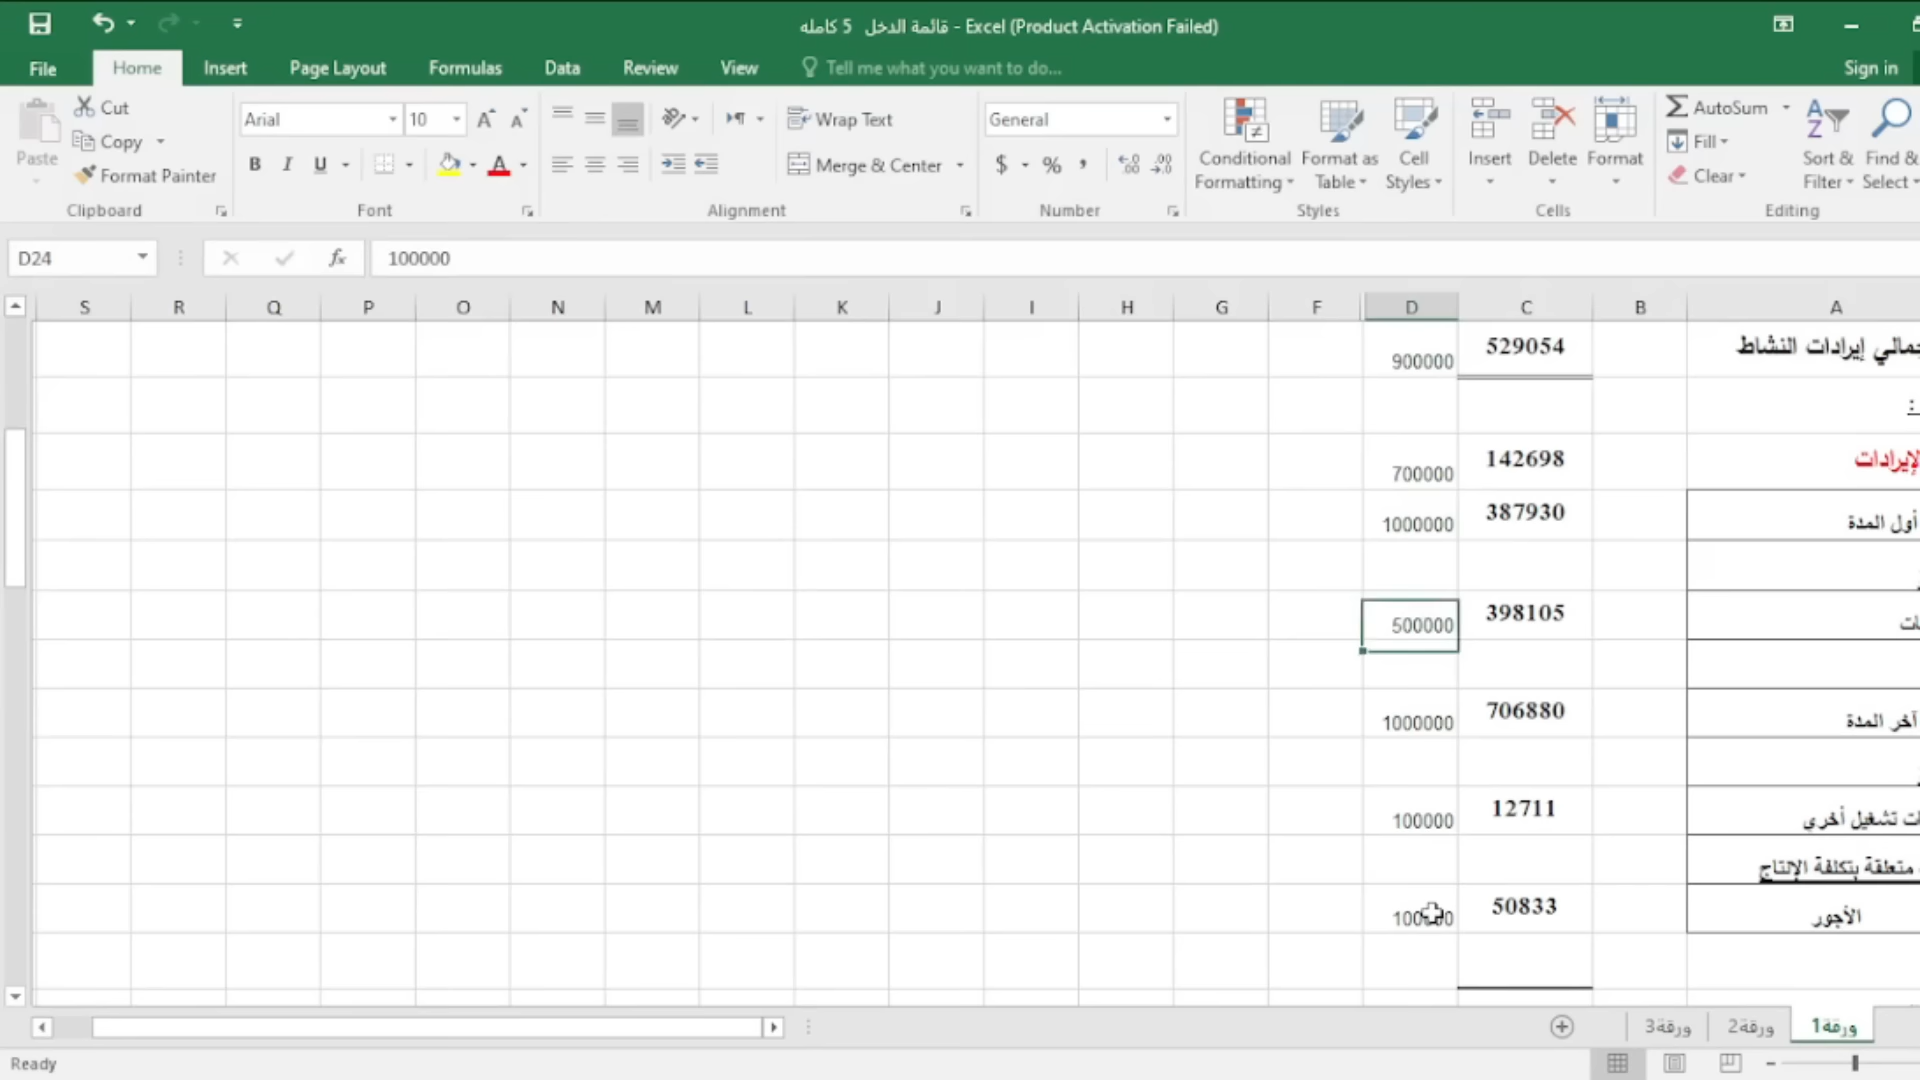 قائمة الدخل 5 كامله - Excel (Product Activation Failed)
File Home Insert Page Layout Formulas Data Review View Tell me what you want to do... Sign in
Paste Cut Copy Format Painter Clipboard
Arial 10 B I U A Font
Wrap Text Merge & Center Alignment
General $ % , Number
Conditional Formatting Format as Table Cell Styles Styles
Insert Delete Format Cells
AutoSum Fill Clear Sort & Filter Find & Select Editing
D24 fx 100000
S R Q P O N M L K J I H G F D C B A
900000 529054 إيرادات النشاط
:
700000 142698 الإيرادات
1000000 387930 أول المدة
500000 398105
1000000 706880 آخر المدة
100000 12711 تشغيل أخري
متعلقة بتكلفة الإنتاج
50833 الأجور
ورقة3 ورقة2 ورقة1
Ready